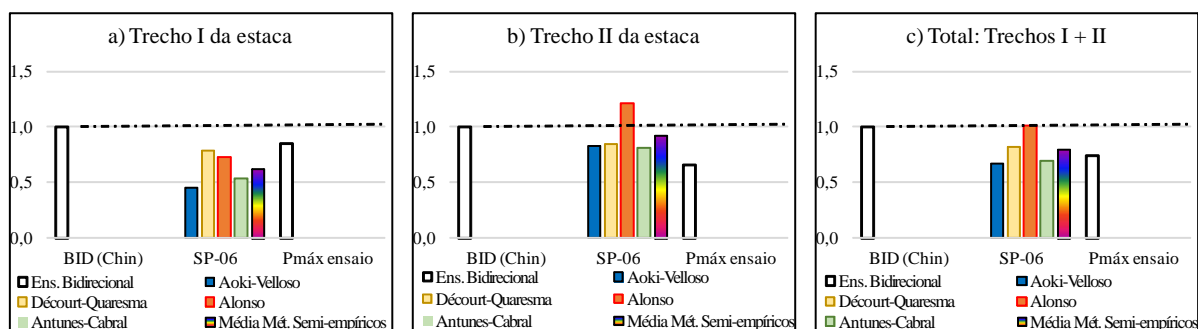 a) Trecho I da estaca
1,5
1,0
0,5
0,0
BID (Chin) SP-06 Pmáx ensaio
Ens. Bidirecional Aoki-Velloso
Décourt-Quaresma Alonso
Antunes-Cabral Média Mét. Semi-empíricos
b) Trecho II da estaca
1,5
1,0
0,5
0,0
BID (Chin) SP-06 Pmáx ensaio
Ens. Bidirecional Aoki-Velloso
Décourt-Quaresma Alonso
Antunes-Cabral Média Mét. Semi-empíricos
c) Total: Trechos I + II
1,5
1,0
0,5
0,0
BID (Chin) SP-06 Pmáx ensaio
Ens. Bidirecional Aoki-Velloso
Décourt-Quaresma Alonso
Antunes-Cabral Média Mét. Semi-empíricos